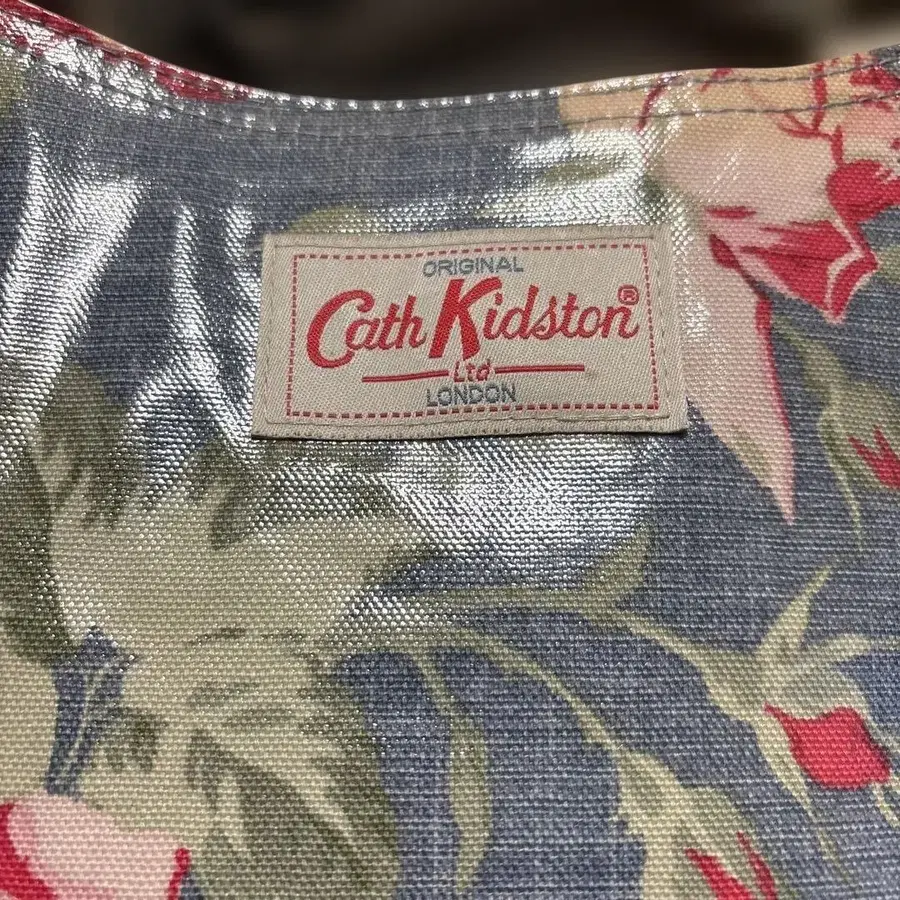 ORIGINAL
Cath Kidston®
Ltd
LONDON